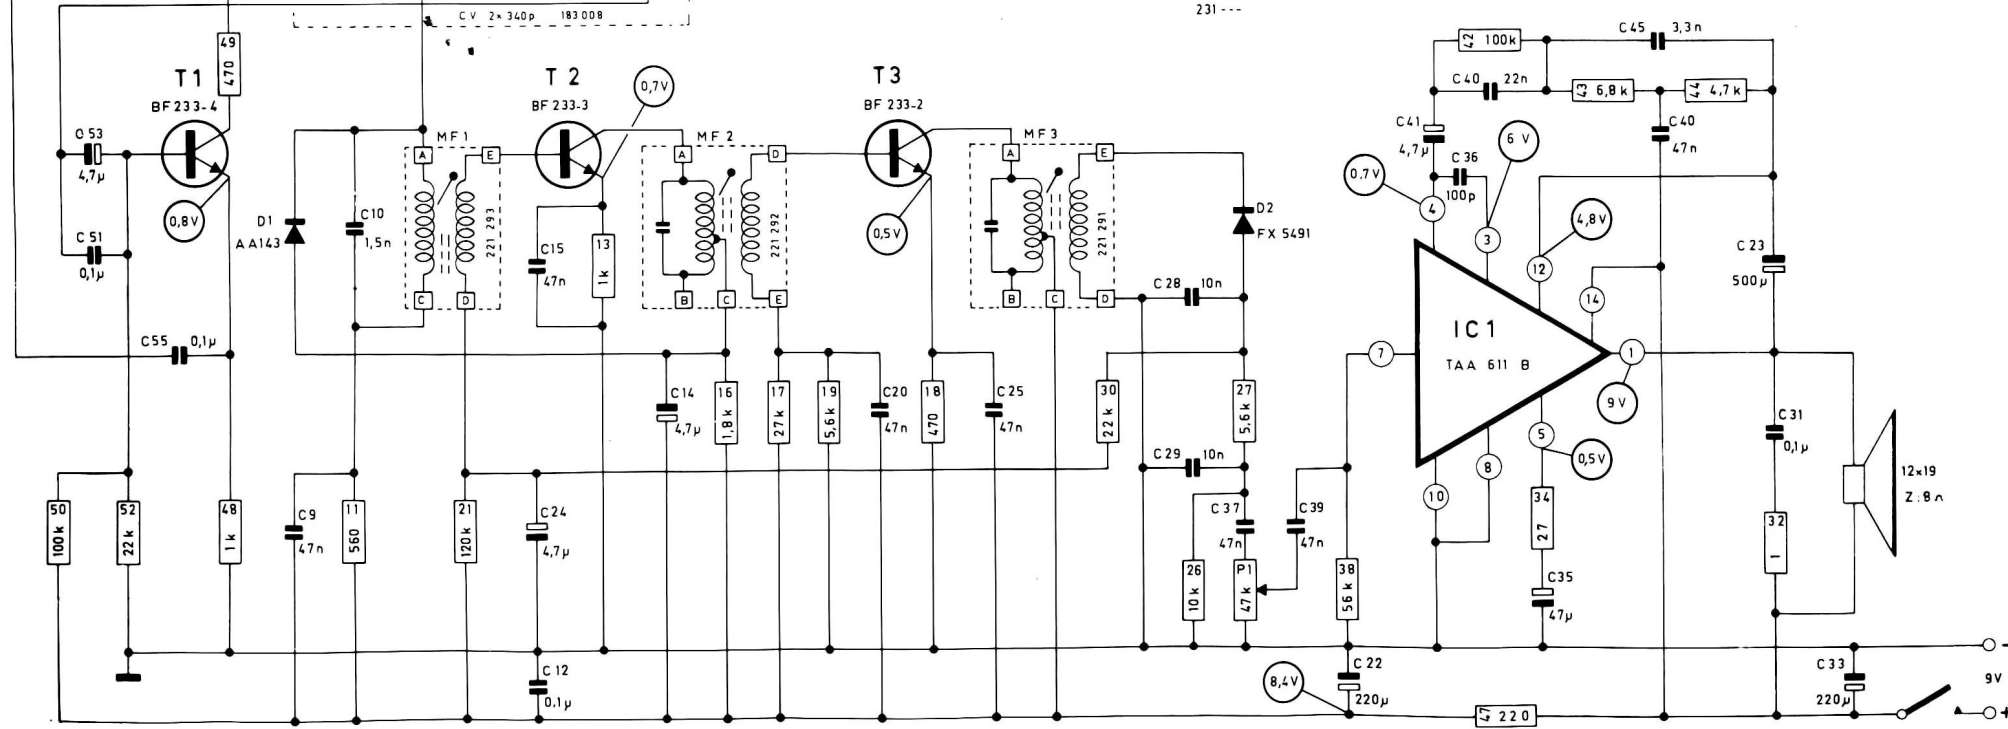 CV 2×340p 183008
231 ---
49
470
T1
BF 233-4
C53
4,7µ
0,8V
C51
0,1µ
C55 0,1µ
50
100k
52
22k
48
1k
D1
AA143
C10
1,5n
MF1
A
E
221 293
C
D
C9
47n
11
560
21
120k
C24
4,7µ
C12
0,1µ
T2
BF 233-3
0,7V
C15
47n
13
1k
MF2
A
D
221 292
B
C
E
C14
4,7µ
16
1,8k
17
27k
19
5,6k
C20
47n
T3
BF 233-2
0,5V
18
470
C25
47n
MF3
A
E
221 291
B
C
D
D2
FX 5491
C28 10n
30
22k
27
5,6k
C29 10n
26
10k
C37
47n
P1
47k
C39
47n
38
56k
C22
220µ
8,4V
42 100k
C45 3,3n
C40 22n
43 6,8k
44 4,7k
C41
4,7µ
C40
47n
C36
100p
6V
0,7V
4
3
4,8V
12
14
C23
500µ
IC1
TAA 611 B
7
1
9V
5
8
10
0,5V
34
27
C35
47µ
C31
0,1µ
32
1
12×19
Z:8Ω
C33
220µ
-
9V
+
47 220